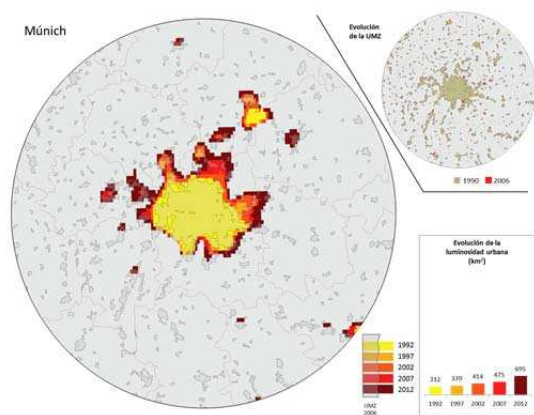 Múnich
Evolución
de la UMZ
1990
2006
1992
1997
2002
2007
2012
UMZ
2006
Evolución de la
luminosidad urbana
(km²)
312
339
414
475
695
1992
1997
2002
2007
2012